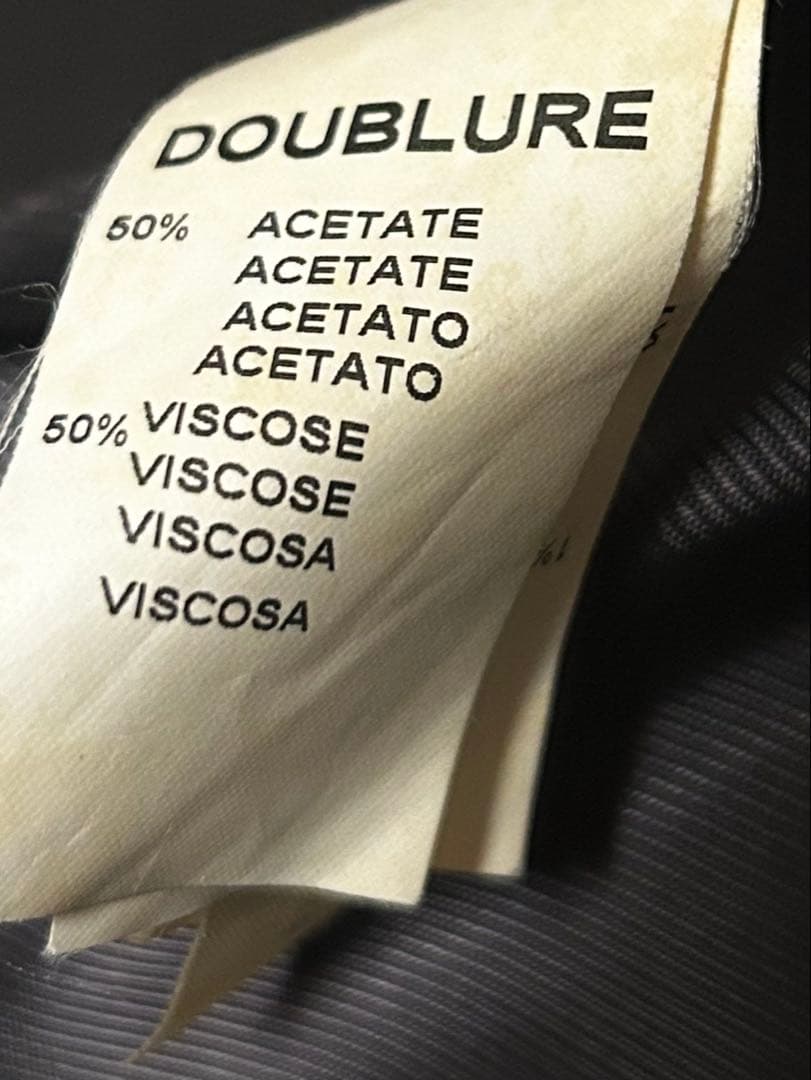 DOUBLURE
50% ACETATE
ACETATE
ACETATO
ACETATO
50% VISCOSE
VISCOSE
VISCOSA
VISCOSA